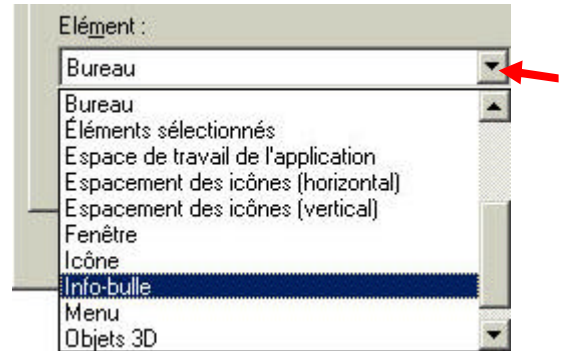 Elément :
Bureau
Bureau
Éléments sélectionnés
Espace de travail de l'application
Espacement des icônes (horizontal)
Espacement des icônes (vertical)
Fenêtre
Icône
Info-bulle
Menu
Objets 3D